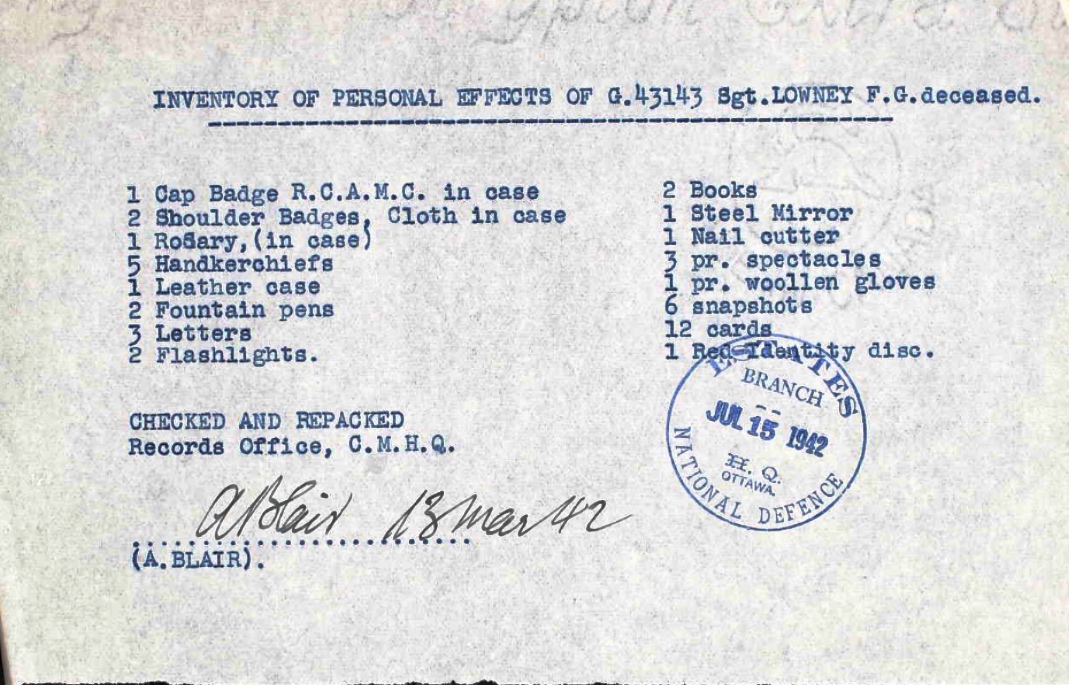 INVENTORY OF PERSONAL EFFECTS OF G.43143 Sgt.LOWNEY F.G.deceased.
1 Cap Badge R.C.A.M.C. in case
2 Shoulder Badges, Cloth in case
1 Rosary,(in case)
5 Handkerchiefs
1 Leather case
2 Fountain pens
3 Letters
2 Flashlights.
2 Books
1 Steel Mirror
1 Nail cutter
3 pr. spectacles
1 pr. woollen gloves
6 snapshots
12 cards
1 Red Identity disc.
ESTATES
BRANCH
JUL 15 1942
H. Q.
OTTAWA.
NATIONAL DEFENCE
CHECKED AND REPACKED
Records Office, C.M.H.Q.
ABlair 13 Mar 42
(A.BLAIR).